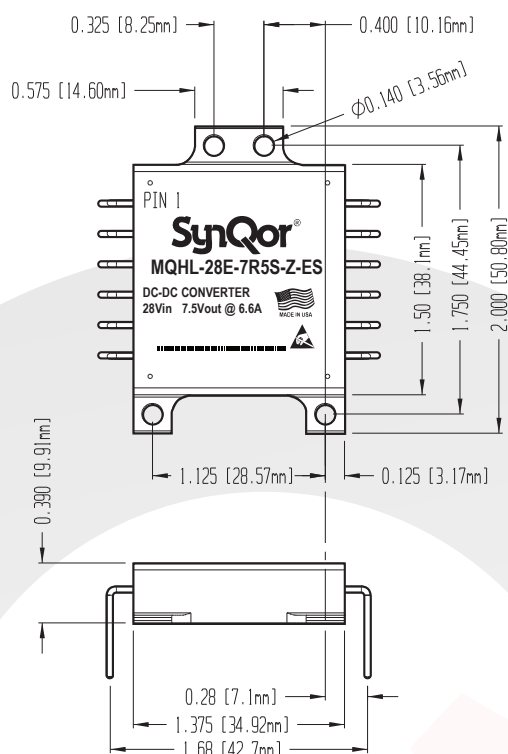 0.325 [8.25mm]
0.400 [10.16mm]
0.575 [14.60mm]
Ø0.140 [3.56mm]
PIN 1
SynQor®
MQHL-28E-7R5S-Z-ES
DC-DC CONVERTER
28Vin 7.5Vout @ 6.6A
MADE IN USA
1.50 [38.1mm]
1.750 [44.45mm]
2.000 [50.80mm]
1.125 [28.57mm]
0.125 [3.17mm]
0.390 [9.91mm]
0.28 [7.1mm]
1.375 [34.92mm]
1.68 [42.7mm]